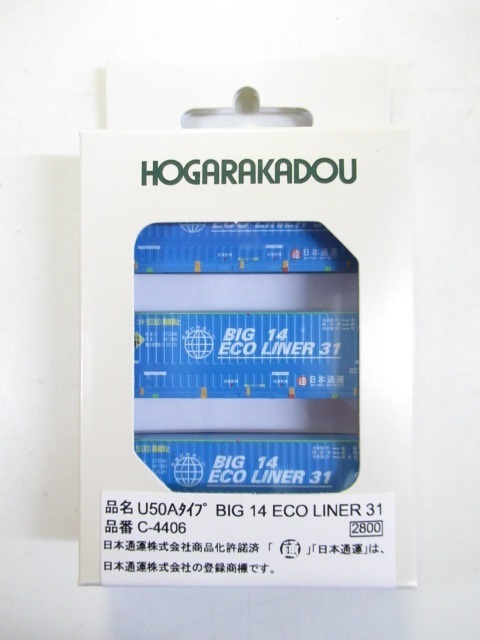 HOGARAKADOU
日本通運
BIG 14
ECO LINER 31
日本通運
BIG 14
ECO LINER 31
品名 U50Aﾀｲﾌﾟ BIG 14 ECO LINER 31
品番 C-4406 2800
日本通運株式会社商品化許諾済 「 通 」「日本通運」は、
日本通運株式会社の登録商標です。